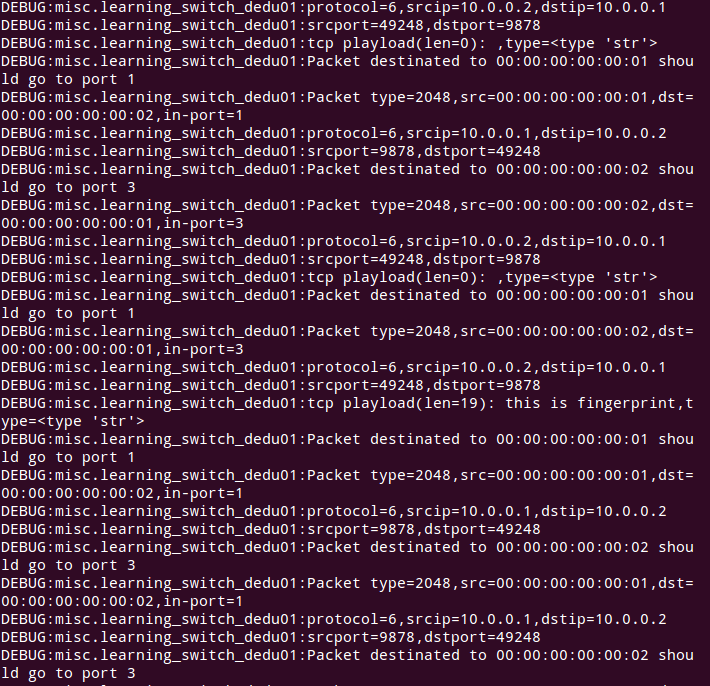 DEBUG:misc.learning_switch_dedu01:protocol=6,srcip=10.0.0.2,dstip=10.0.0.1
DEBUG:misc.learning_switch_dedu01:srcport=49248,dstport=9878
DEBUG:misc.learning_switch_dedu01:tcp playload(len=0): ,type=<type 'str'>
DEBUG:misc.learning_switch_dedu01:Packet destinated to 00:00:00:00:00:01 shou
ld go to port 1
DEBUG:misc.learning_switch_dedu01:Packet type=2048,src=00:00:00:00:00:01,dst=
00:00:00:00:00:02,in-port=1
DEBUG:misc.learning_switch_dedu01:protocol=6,srcip=10.0.0.1,dstip=10.0.0.2
DEBUG:misc.learning_switch_dedu01:srcport=9878,dstport=49248
DEBUG:misc.learning_switch_dedu01:Packet destinated to 00:00:00:00:00:02 shou
ld go to port 3
DEBUG:misc.learning_switch_dedu01:Packet type=2048,src=00:00:00:00:00:02,dst=
00:00:00:00:00:01,in-port=3
DEBUG:misc.learning_switch_dedu01:protocol=6,srcip=10.0.0.2,dstip=10.0.0.1
DEBUG:misc.learning_switch_dedu01:srcport=49248,dstport=9878
DEBUG:misc.learning_switch_dedu01:tcp playload(len=0): ,type=<type 'str'>
DEBUG:misc.learning_switch_dedu01:Packet destinated to 00:00:00:00:00:01 shou
ld go to port 1
DEBUG:misc.learning_switch_dedu01:Packet type=2048,src=00:00:00:00:00:02,dst=
00:00:00:00:00:01,in-port=3
DEBUG:misc.learning_switch_dedu01:protocol=6,srcip=10.0.0.2,dstip=10.0.0.1
DEBUG:misc.learning_switch_dedu01:srcport=49248,dstport=9878
DEBUG:misc.learning_switch_dedu01:tcp playload(len=19): this is fingerprint,t
ype=<type 'str'>
DEBUG:misc.learning_switch_dedu01:Packet destinated to 00:00:00:00:00:01 shou
ld go to port 1
DEBUG:misc.learning_switch_dedu01:Packet type=2048,src=00:00:00:00:00:01,dst=
00:00:00:00:00:02,in-port=1
DEBUG:misc.learning_switch_dedu01:protocol=6,srcip=10.0.0.1,dstip=10.0.0.2
DEBUG:misc.learning_switch_dedu01:srcport=9878,dstport=49248
DEBUG:misc.learning_switch_dedu01:Packet destinated to 00:00:00:00:00:02 shou
ld go to port 3
DEBUG:misc.learning_switch_dedu01:Packet type=2048,src=00:00:00:00:00:01,dst=
00:00:00:00:00:02,in-port=1
DEBUG:misc.learning_switch_dedu01:protocol=6,srcip=10.0.0.1,dstip=10.0.0.2
DEBUG:misc.learning_switch_dedu01:srcport=9878,dstport=49248
DEBUG:misc.learning_switch_dedu01:Packet destinated to 00:00:00:00:00:02 shou
ld go to port 3